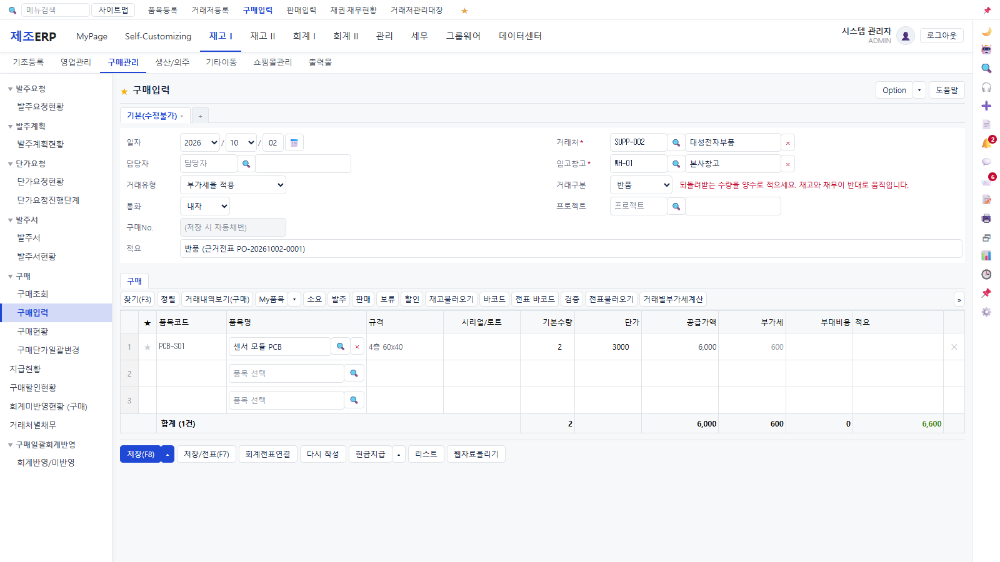 메뉴검색 사이트맵 품목등록 거래처등록 구매입력 판매입력 채권·채무현황 거래처관리대장 ★
제조ERP MyPage Self-Customizing 재고 I 재고 II 회계 I 회계 II 관리 세무 그룹웨어 데이터센터 시스템 관리자 ADMIN 로그아웃
기초등록 영업관리 구매관리 생산/외주 기타이동 쇼핑몰관리 출력물
▼ 발주요청
발주요청현황
▼ 발주계획
발주계획현황
▼ 단가요청
단가요청현황
단가요청진행단계
▼ 발주서
발주서
발주서현황
▼ 구매
구매조회
구매입력
구매현황
구매단가일괄변경
지급현황
구매할인현황
회계미반영현황 (구매)
거래처별채무
▼ 구매일괄회계반영
회계반영/미반영
★ 구매입력 Option ▾ 도움말
기본(수정불가) +
일자 2026 / 10 / 02 거래처* SUPP-002 대성전자부품 ×
담당자 담당자 입고창고* WH-01 본사창고 ×
거래유형 부가세율 적용 거래구분 반품 되돌려받는 수량을 양수로 적으세요. 재고와 채무이 반대로 움직입니다.
통화 내자 프로젝트 프로젝트
구매No. (저장 시 자동채번)
적요 반품 (근거전표 PO-20261002-0001)
구매
찾기(F3) 정렬 거래내역보기(구매) My품목 ▾ 소요 발주 판매 보류 할인 재고불러오기 바코드 전표 바코드 검증 전표불러오기 거래별부가세계산 »
★ 품목코드 품목명 규격 시리얼/로트 기본수량 단가 공급가액 부가세 부대비용 적요
1 ★ PCB-S01 센서 모듈 PCB × 4층 60x40 2 3000 6,000 600 ×
2 품목 선택
3 품목 선택
합계 (1건) 2 6,000 600 0 6,600
저장(F8) ▴ 저장/전표(F7) 회계전표연결 다시 작성 현금지급 ▴ 리스트 웹자료올리기
2
6